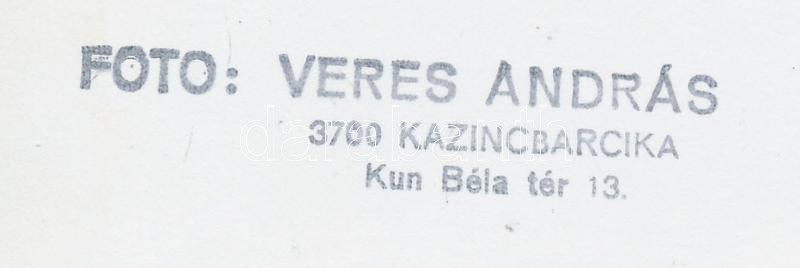 FOTO: VERES ANDRÁS
3700 KAZINCBARCIKA
Kun Béla tér 13.